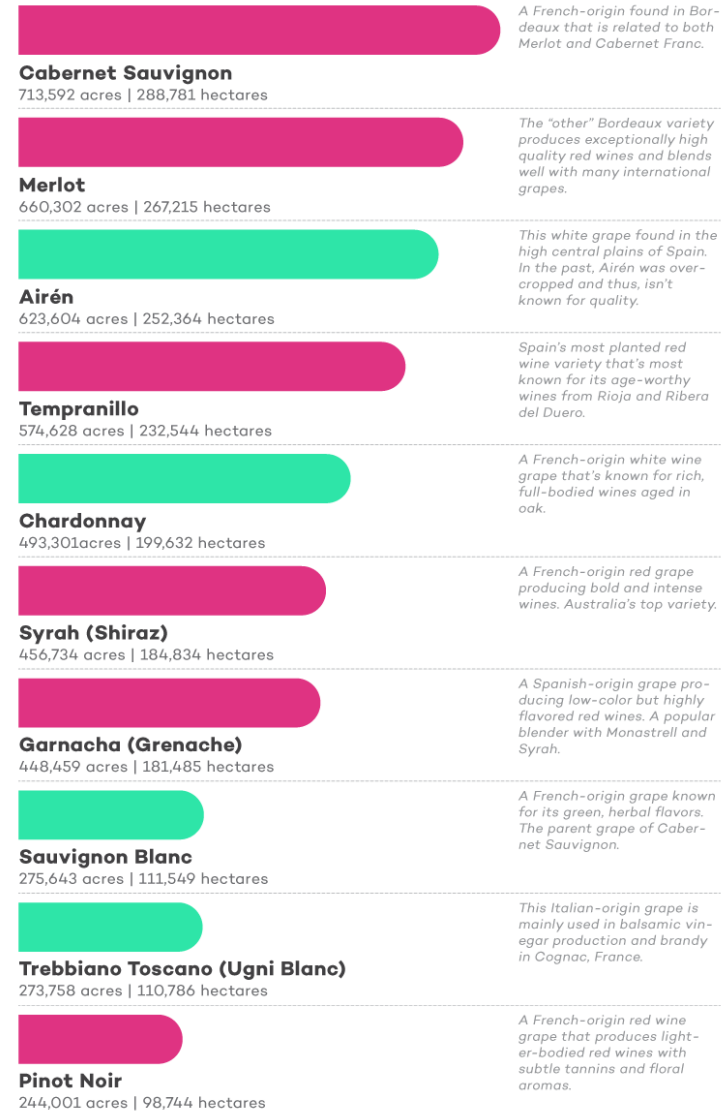 A French-origin found in Bor-
deaux that is related to both
Merlot and Cabernet Franc.
Cabernet Sauvignon
713,592 acres | 288,781 hectares
The “other” Bordeaux variety
produces exceptionally high
quality red wines and blends
well with many international
grapes.
Merlot
660,302 acres | 267,215 hectares
This white grape found in the
high central plains of Spain.
In the past, Airén was over-
cropped and thus, isn’t
known for quality.
Airén
623,604 acres | 252,364 hectares
Spain’s most planted red
wine variety that’s most
known for its age-worthy
wines from Rioja and Ribera
del Duero.
Tempranillo
574,628 acres | 232,544 hectares
A French-origin white wine
grape that’s known for rich,
full-bodied wines aged in
oak.
Chardonnay
493,301acres | 199,632 hectares
A French-origin red grape
producing bold and intense
wines. Australia’s top variety.
Syrah (Shiraz)
456,734 acres | 184,834 hectares
A Spanish-origin grape pro-
ducing low-color but highly
flavored red wines. A popular
blender with Monastrell and
Syrah.
Garnacha (Grenache)
448,459 acres | 181,485 hectares
A French-origin grape known
for its green, herbal flavors.
The parent grape of Caber-
net Sauvignon.
Sauvignon Blanc
275,643 acres | 111,549 hectares
This Italian-origin grape is
mainly used in balsamic vin-
egar production and brandy
in Cognac, France.
Trebbiano Toscano (Ugni Blanc)
273,758 acres | 110,786 hectares
A French-origin red wine
grape that produces light-
er-bodied red wines with
subtle tannins and floral
aromas.
Pinot Noir
244,001 acres | 98,744 hectares